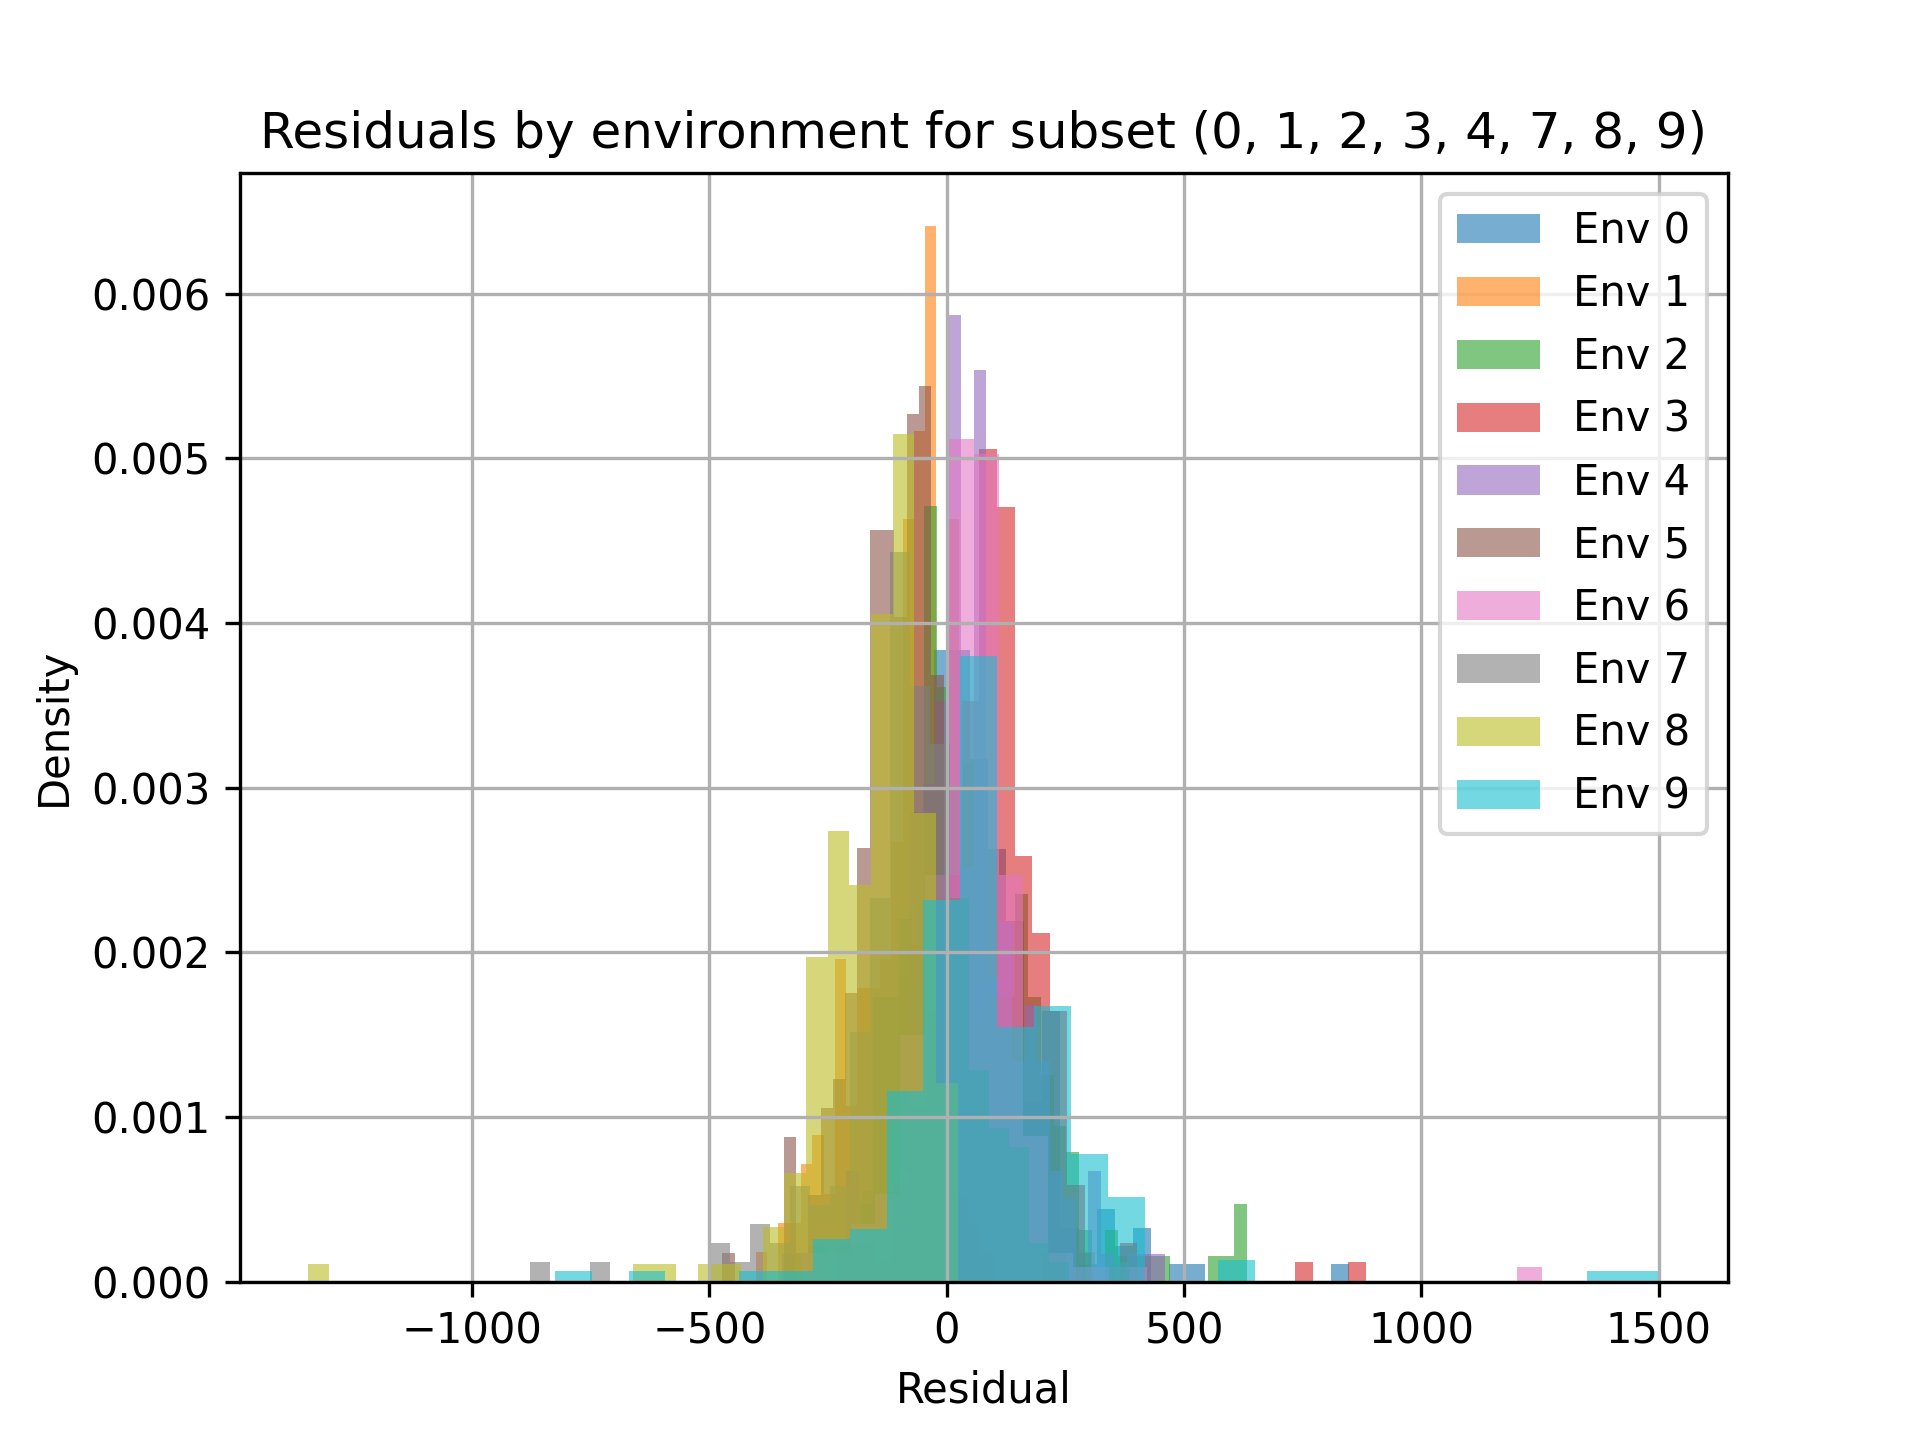 Residuals by environment for subset (0, 1, 2, 3, 4, 7, 8, 9)
Env 0
Env 1
Env 2
Env 3
Env 4
Env 5
Env 6
Env 7
Env 8
Env 9
Density
0.006
0.005
0.004
0.003
0.002
0.001
0.000
−1000
−500
0
500
1000
1500
Residual